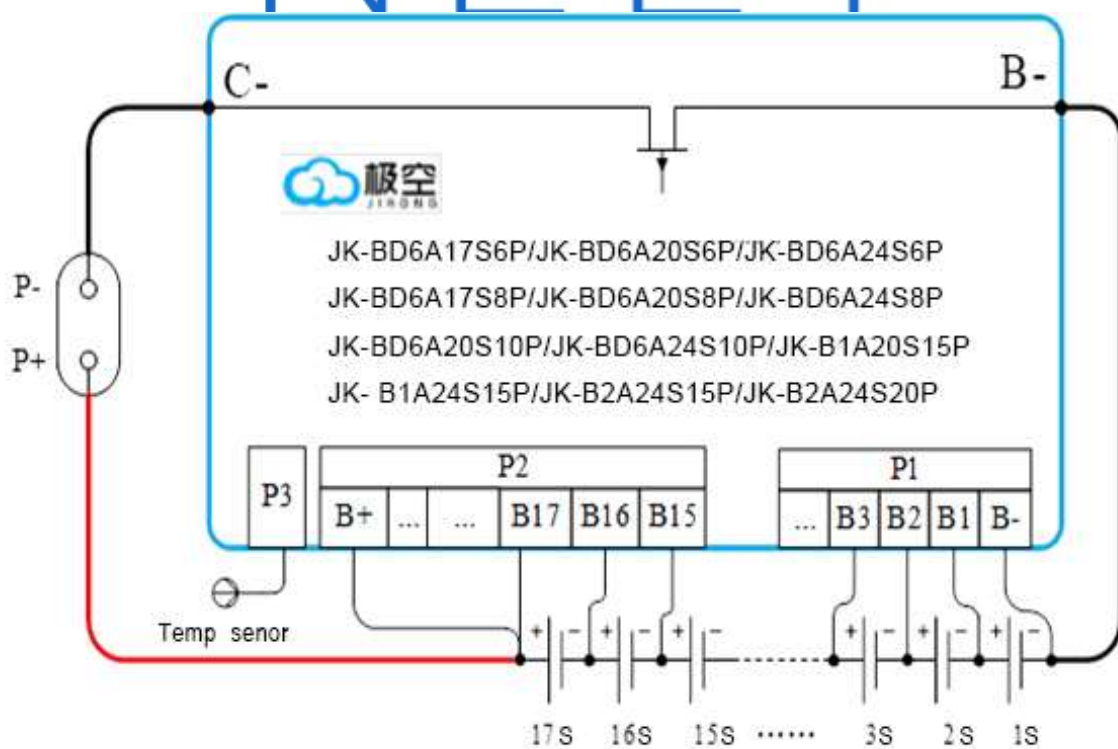 C-
B-
极空
JIKONG
JK-BD6A17S6P/JK-BD6A20S6P/JK-BD6A24S6P
JK-BD6A17S8P/JK-BD6A20S8P/JK-BD6A24S8P
JK-BD6A20S10P/JK-BD6A24S10P/JK-B1A20S15P
JK- B1A24S15P/JK-B2A24S15P/JK-B2A24S20P
P-
P+
P3
P2
B+ ... ... B17 B16 B15
P1
... B3 B2 B1 B-
Temp senor
+ - + - + - + - + - + -
17S 16S 15S ...... 3S 2S 1S